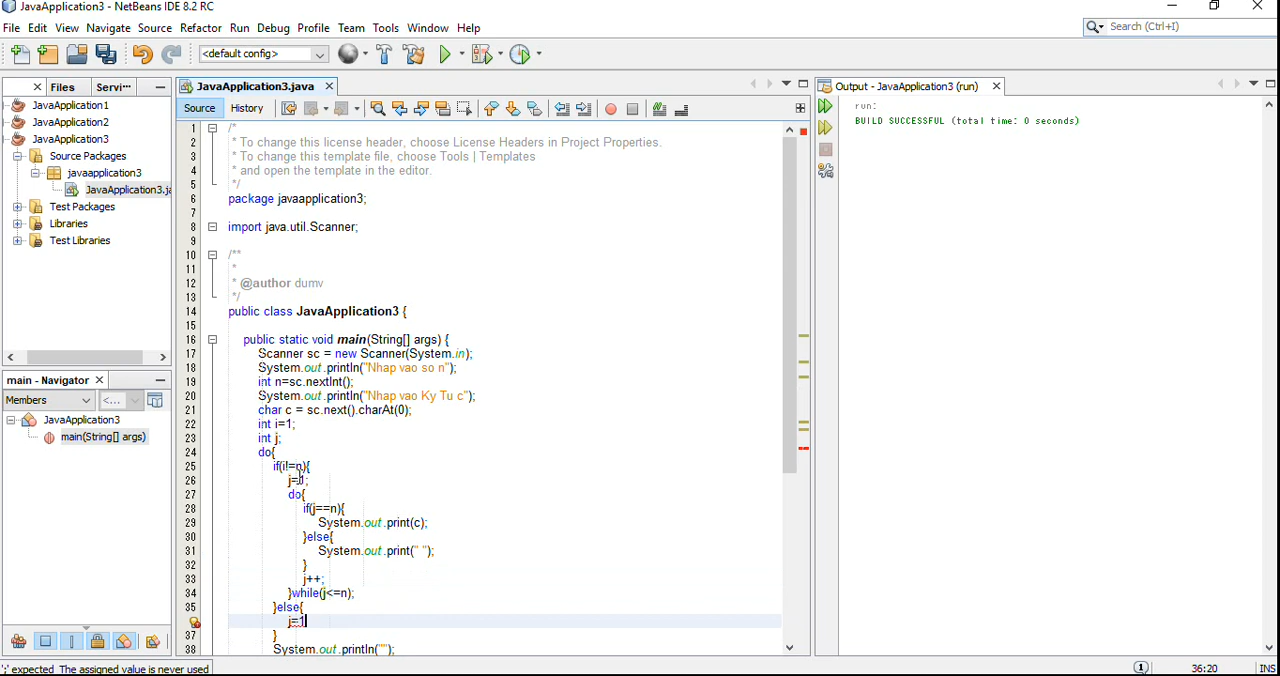 JavaApplication3 - NetBeans IDE 8.2 RC
File Edit View Navigate Source Refactor Run Debug Profile Team Tools Window Help
Search (Ctrl+I)
<default config>
Files Servi...
JavaApplication3.java
Output - JavaApplication3 (run)
Source History
JavaApplication1
JavaApplication2
JavaApplication3
Source Packages
javaapplication3
JavaApplication3.ja
Test Packages
Libraries
Test Libraries
main - Navigator
Members <...
JavaApplication3
main(String[] args)
1 /*
2 * To change this license header, choose License Headers in Project Properties.
3 * To change this template file, choose Tools | Templates
4 * and open the template in the editor.
5 */
6 package javaapplication3;
7
8 import java.util.Scanner;
9
10 /**
11 *
12 * @author dumv
13 */
14 public class JavaApplication3 {
15
16 public static void main(String[] args) {
17 Scanner sc = new Scanner(System.in);
18 System.out.println("Nhap vao so n");
19 int n=sc.nextInt();
20 System.out.println("Nhap vao Ky Tu c");
21 char c = sc.next().charAt(0);
22 int i=1;
23 int j;
24 do{
25 if(i!=n){
26 j=1;
27 do{
28 if(j==n){
29 System.out.print(c);
30 }else{
31 System.out.print(" ");
32 }
33 j++;
34 }while(j<=n);
35 }else{
j=1
37 }
38 System.out.println("");
run:
BUILD SUCCESSFUL (total time: 0 seconds)
';' expected The assigned value is never used
1
36:20
INS